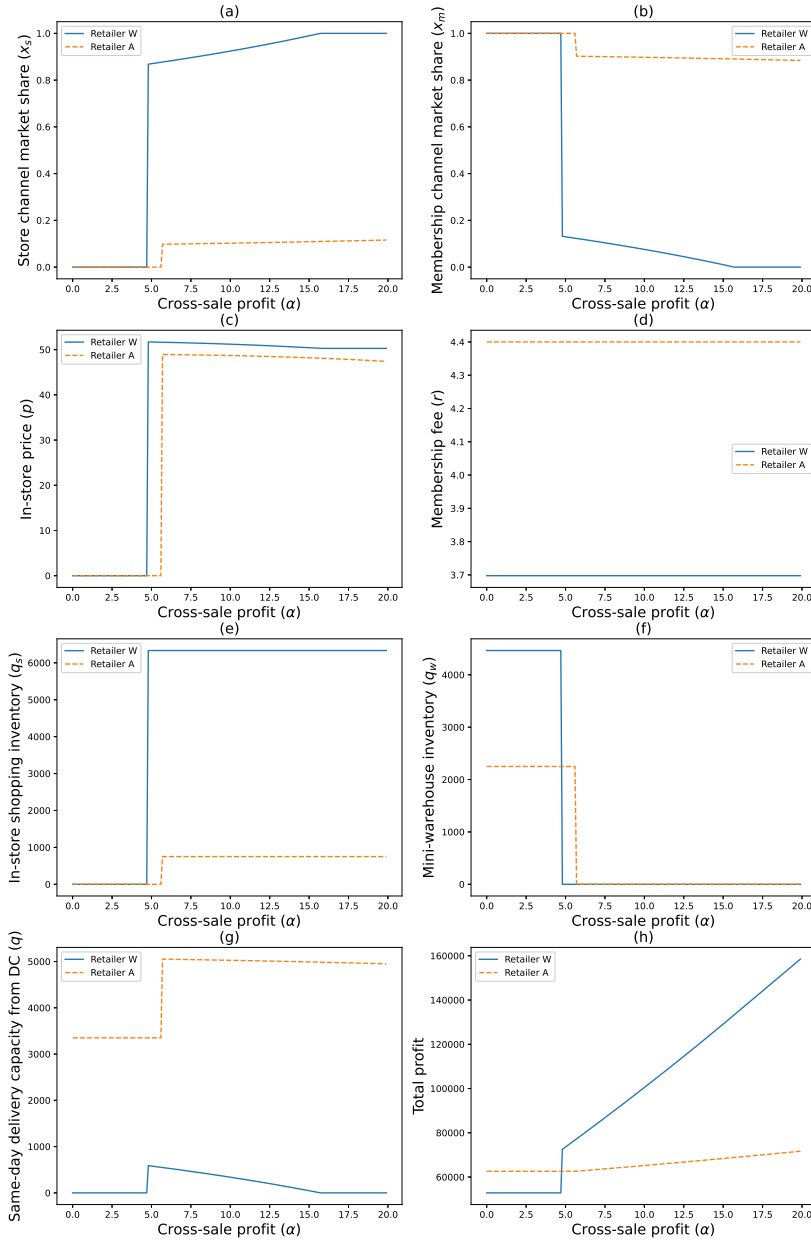 (a)
Store channel market share (xₛ)
1.0
0.8
0.6
0.4
0.2
0.0
Retailer W
Retailer A
0.0 2.5 5.0 7.5 10.0 12.5 15.0 17.5 20.0
Cross-sale profit (α)
(b)
Membership channel market share (xₘ)
1.0
0.8
0.6
0.4
0.2
0.0
Retailer W
Retailer A
0.0 2.5 5.0 7.5 10.0 12.5 15.0 17.5 20.0
Cross-sale profit (α)
(c)
In-store price (p)
50
40
30
20
10
0
Retailer W
Retailer A
0.0 2.5 5.0 7.5 10.0 12.5 15.0 17.5 20.0
Cross-sale profit (α)
(d)
Membership fee (r)
4.4
4.3
4.2
4.1
4.0
3.9
3.8
3.7
Retailer W
Retailer A
0.0 2.5 5.0 7.5 10.0 12.5 15.0 17.5 20.0
Cross-sale profit (α)
(e)
In-store shopping inventory (qₛ)
6000
5000
4000
3000
2000
1000
0
Retailer W
Retailer A
0.0 2.5 5.0 7.5 10.0 12.5 15.0 17.5 20.0
Cross-sale profit (α)
(f)
Mini-warehouse inventory (q_w)
4000
3000
2000
1000
0
Retailer W
Retailer A
0.0 2.5 5.0 7.5 10.0 12.5 15.0 17.5 20.0
Cross-sale profit (α)
(g)
Same-day delivery capacity from DC (q)
5000
4000
3000
2000
1000
0
Retailer W
Retailer A
0.0 2.5 5.0 7.5 10.0 12.5 15.0 17.5 20.0
Cross-sale profit (α)
(h)
Total profit
160000
140000
120000
100000
80000
60000
Retailer W
Retailer A
0.0 2.5 5.0 7.5 10.0 12.5 15.0 17.5 20.0
Cross-sale profit (α)